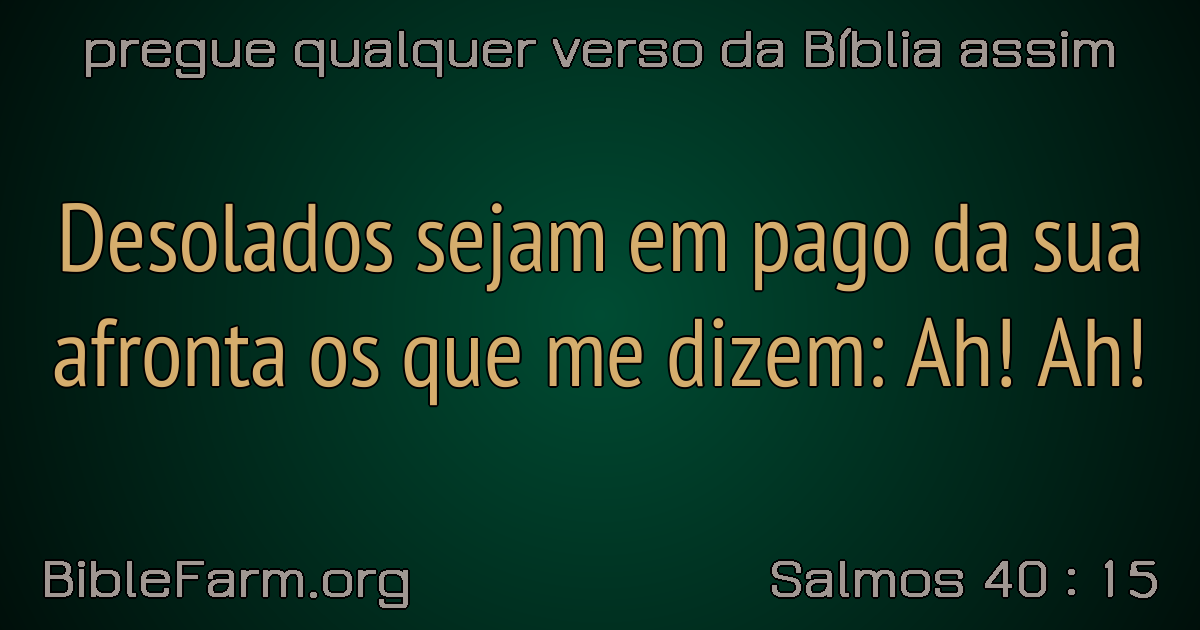 pregue qualquer verso da Bíblia assim
Desolados sejam em pago da sua
afronta os que me dizem: Ah! Ah!
BibleFarm.org
Salmos 40 : 15